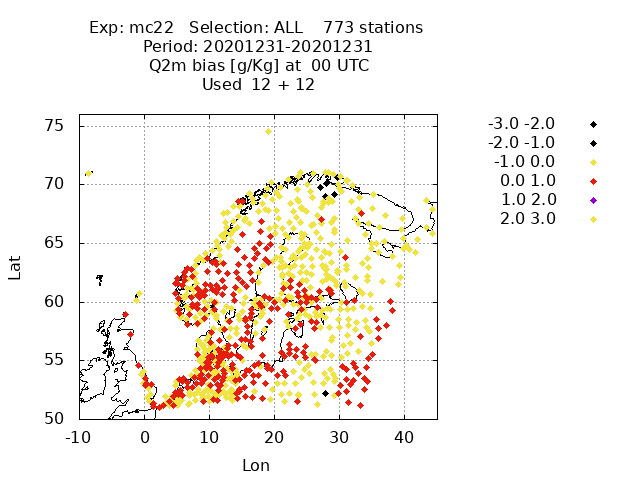 Exp: mc22 Selection: ALL 773 stations
Period: 20201231-20201231
Q2m bias [g/Kg] at 00 UTC
Used 12 + 12
-3.0 -2.0
-2.0 -1.0
-1.0 0.0
0.0 1.0
1.0 2.0
2.0 3.0
75
70
65
60
55
50
Lat
-10 0 10 20 30 40
Lon